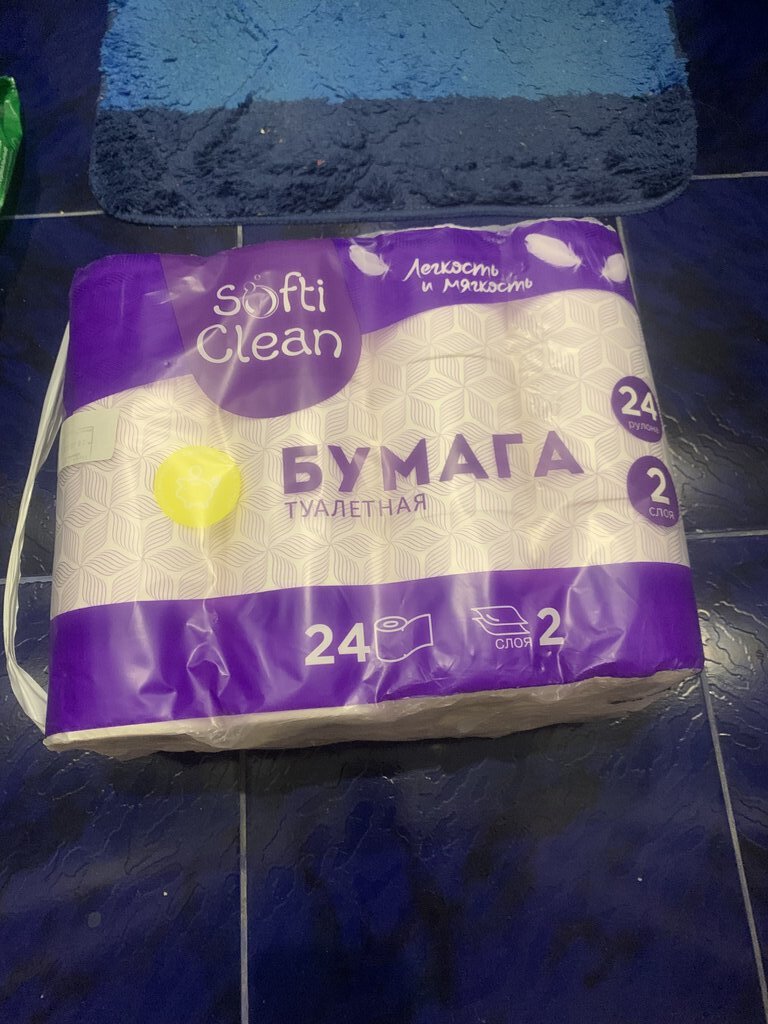 Softi
Clean
Легкость
и мягкость
24
рулона
БУМАГА
ТУАЛЕТНАЯ
2
СЛОЯ
24
СЛОЯ 2